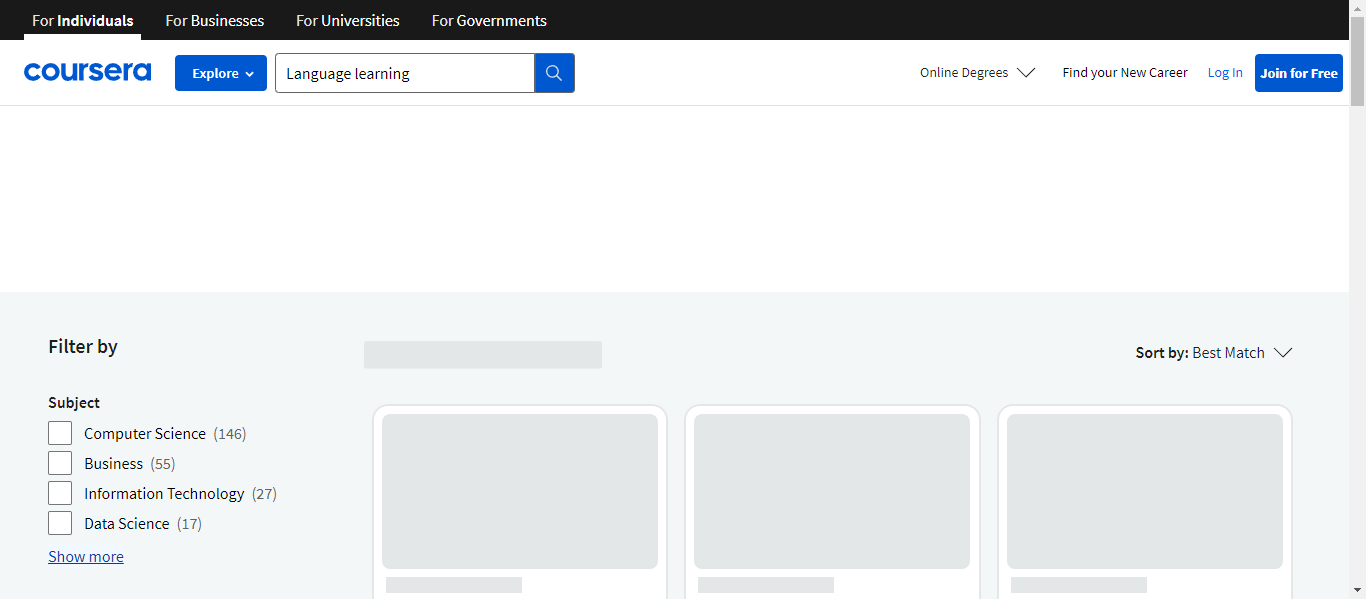 For Individuals For Businesses For Universities For Governments
coursera Explore Language learning Online Degrees Find your New Career Log In Join for Free
Filter by
Sort by: Best Match
Subject
Computer Science (146)
Business (55)
Information Technology (27)
Data Science (17)
Show more